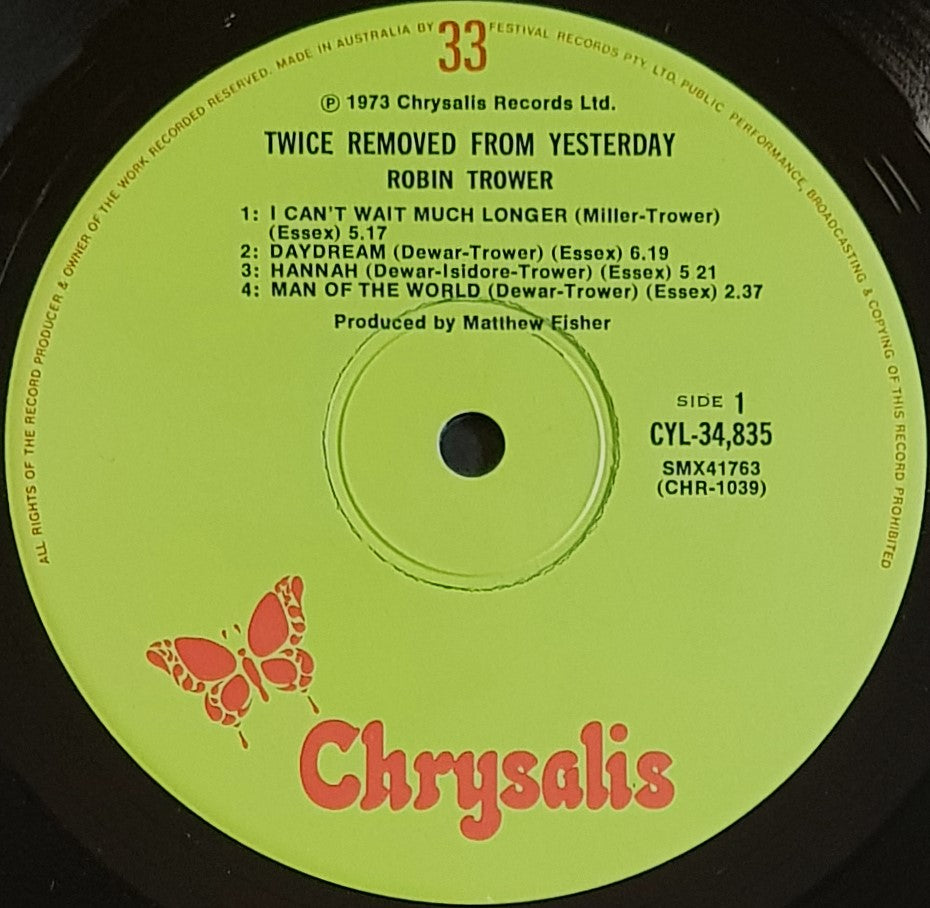 ALL RIGHTS OF THE RECORD PRODUCER & OWNER OF THE WORK RECORDED RESERVED. MADE IN AUSTRALIA BY FESTIVAL RECORDS PTY. LTD. PUBLIC PERFORMANCE, BROADCASTING & COPYING OF THIS RECORD PROHIBITED
33
℗ 1973 Chrysalis Records Ltd.
TWICE REMOVED FROM YESTERDAY
ROBIN TROWER
1: I CAN'T WAIT MUCH LONGER (Miller-Trower)
(Essex) 5.17
2: DAYDREAM (Dewar-Trower) (Essex) 6.19
3: HANNAH (Dewar-Isidore-Trower) (Essex) 5 21
4: MAN OF THE WORLD (Dewar-Trower) (Essex) 2.37
Produced by Matthew Fisher
SIDE 1
CYL-34,835
SMX41763
(CHR-1039)
Chrysalis